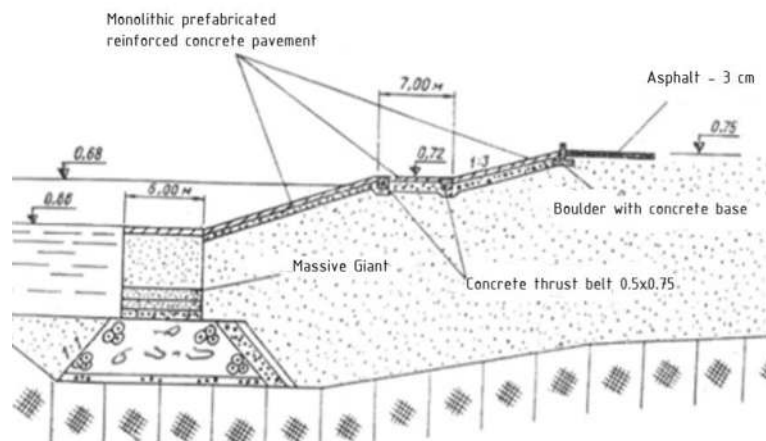 Monolithic prefabricated
reinforced concrete pavement
7,00 м
Asphalt - 3 cm
0,68
0,72
0,75
1:3
6,00 м
0,66
Boulder with concrete base
Massive Giant
Concrete thrust belt 0.5x0.75
1:1